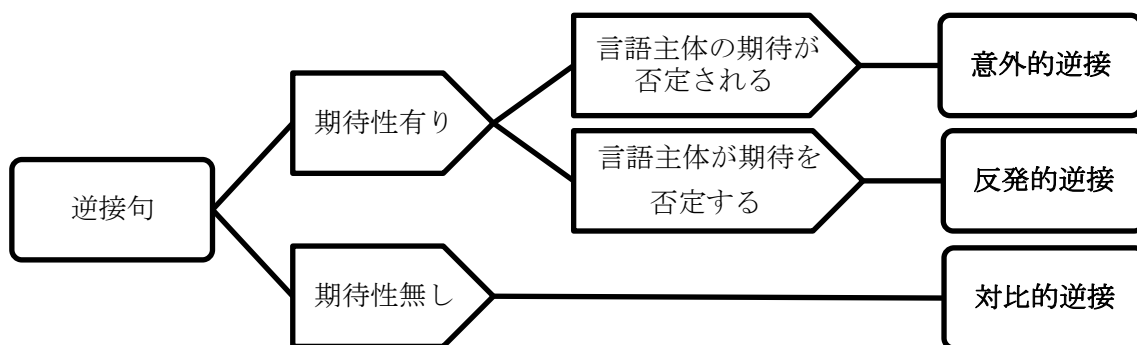 逆接句
期待性有り
言語主体の期待が
否定される
意外的逆接
言語主体が期待を
否定する
反発的逆接
期待性無し
対比的逆接